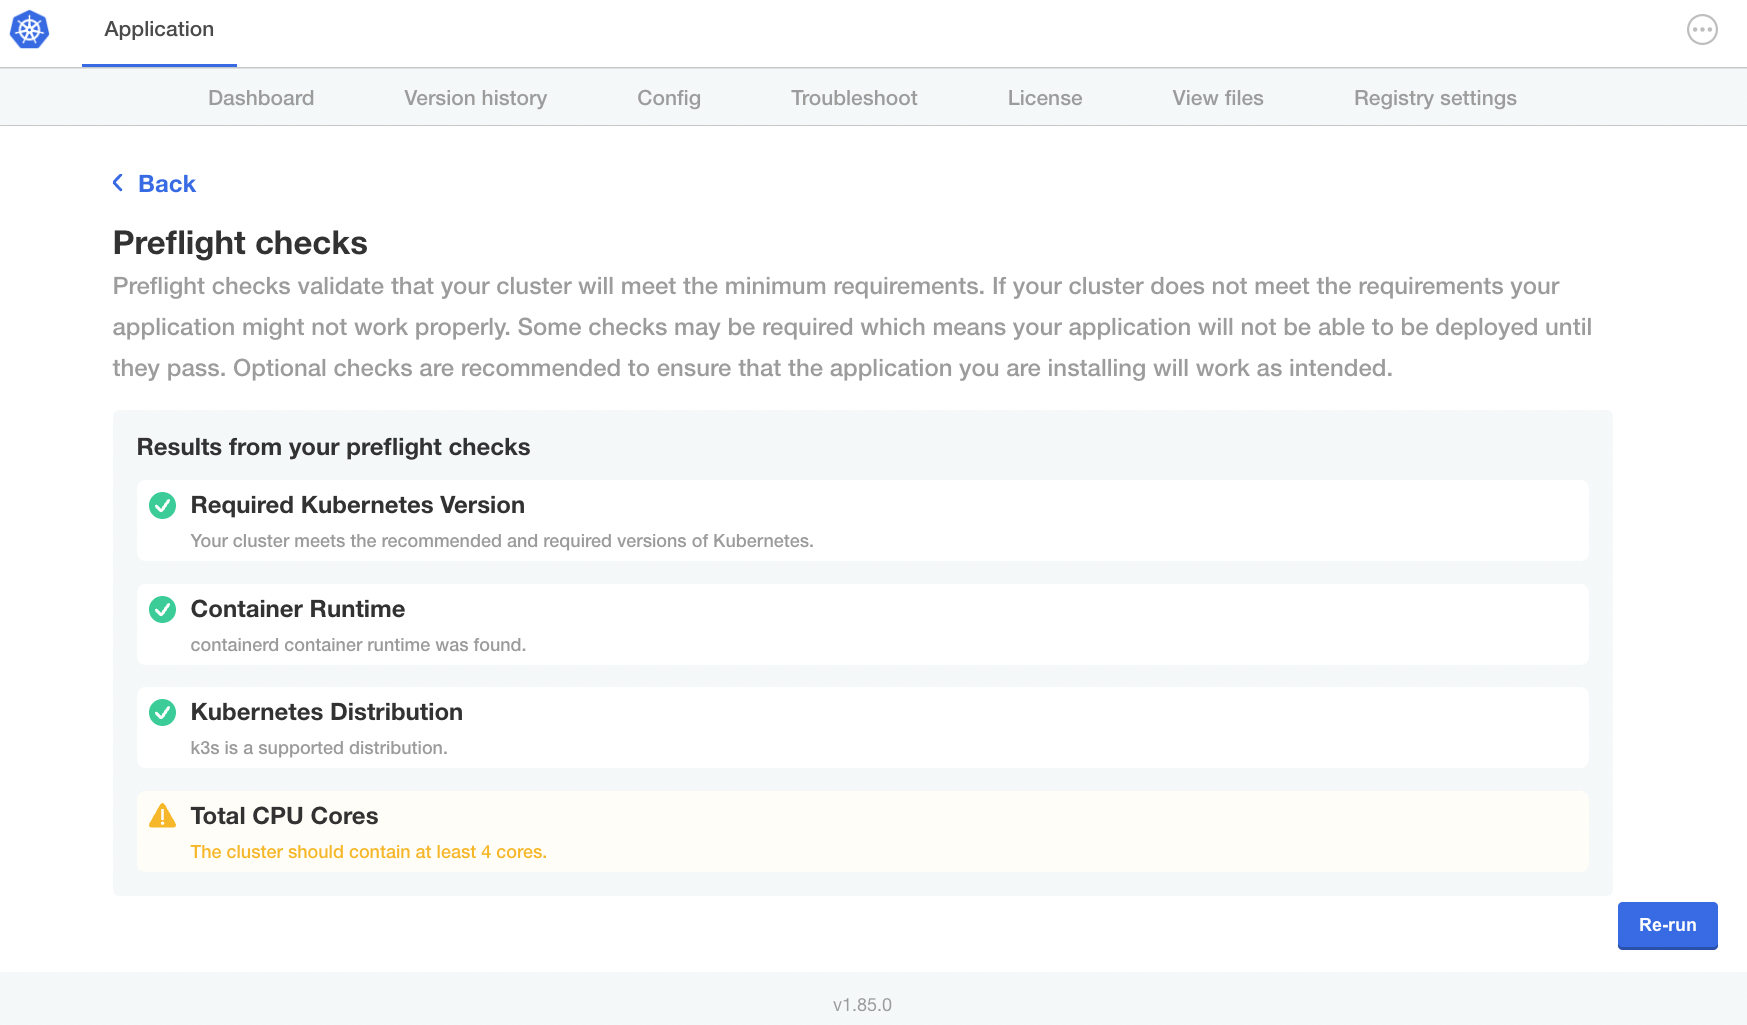 Application
Dashboard Version history Config Troubleshoot License View files Registry settings
Back
Preflight checks
Preflight checks validate that your cluster will meet the minimum requirements. If your cluster does not meet the requirements your
application might not work properly. Some checks may be required which means your application will not be able to be deployed until
they pass. Optional checks are recommended to ensure that the application you are installing will work as intended.
Results from your preflight checks
Required Kubernetes Version
Your cluster meets the recommended and required versions of Kubernetes.
Container Runtime
containerd container runtime was found.
Kubernetes Distribution
k3s is a supported distribution.
Total CPU Cores
The cluster should contain at least 4 cores.
Re-run
v1.85.0